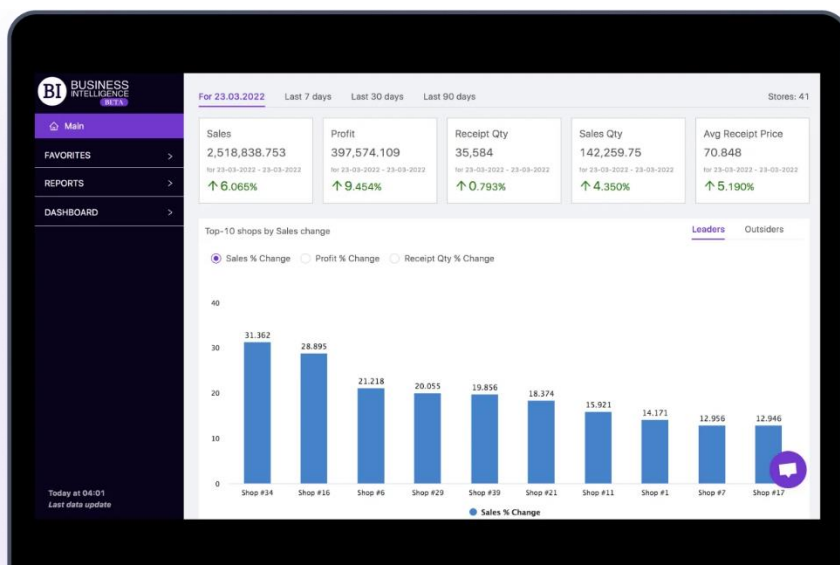 BI BUSINESS
INTELLIGENCE
BETA
Main
FAVORITES
REPORTS
DASHBOARD
Today at 04:01
Last data update
For 23.03.2022 Last 7 days Last 30 days Last 90 days Stores: 41
Sales
2,518,838.753
for 23-03-2022 - 23-03-2022
↑6.065%
Profit
397,574.109
for 23-03-2022 - 23-03-2022
↑9.454%
Receipt Qty
35,584
for 23-03-2022 - 23-03-2022
↑0.793%
Sales Qty
142,259.75
for 23-03-2022 - 23-03-2022
↑4.350%
Avg Receipt Price
70.848
for 23-03-2022 - 23-03-2022
↑5.190%
Top-10 shops by Sales change Leaders Outsiders
Sales % Change Profit % Change Receipt Qty % Change
40
30
20
10
0
31.362 28.895 21.218 20.055 19.856 18.374 15.921 14.171 12.956 12.946
Shop #34 Shop #16 Shop #6 Shop #29 Shop #39 Shop #21 Shop #11 Shop #1 Shop #7 Shop #17
Sales % Change